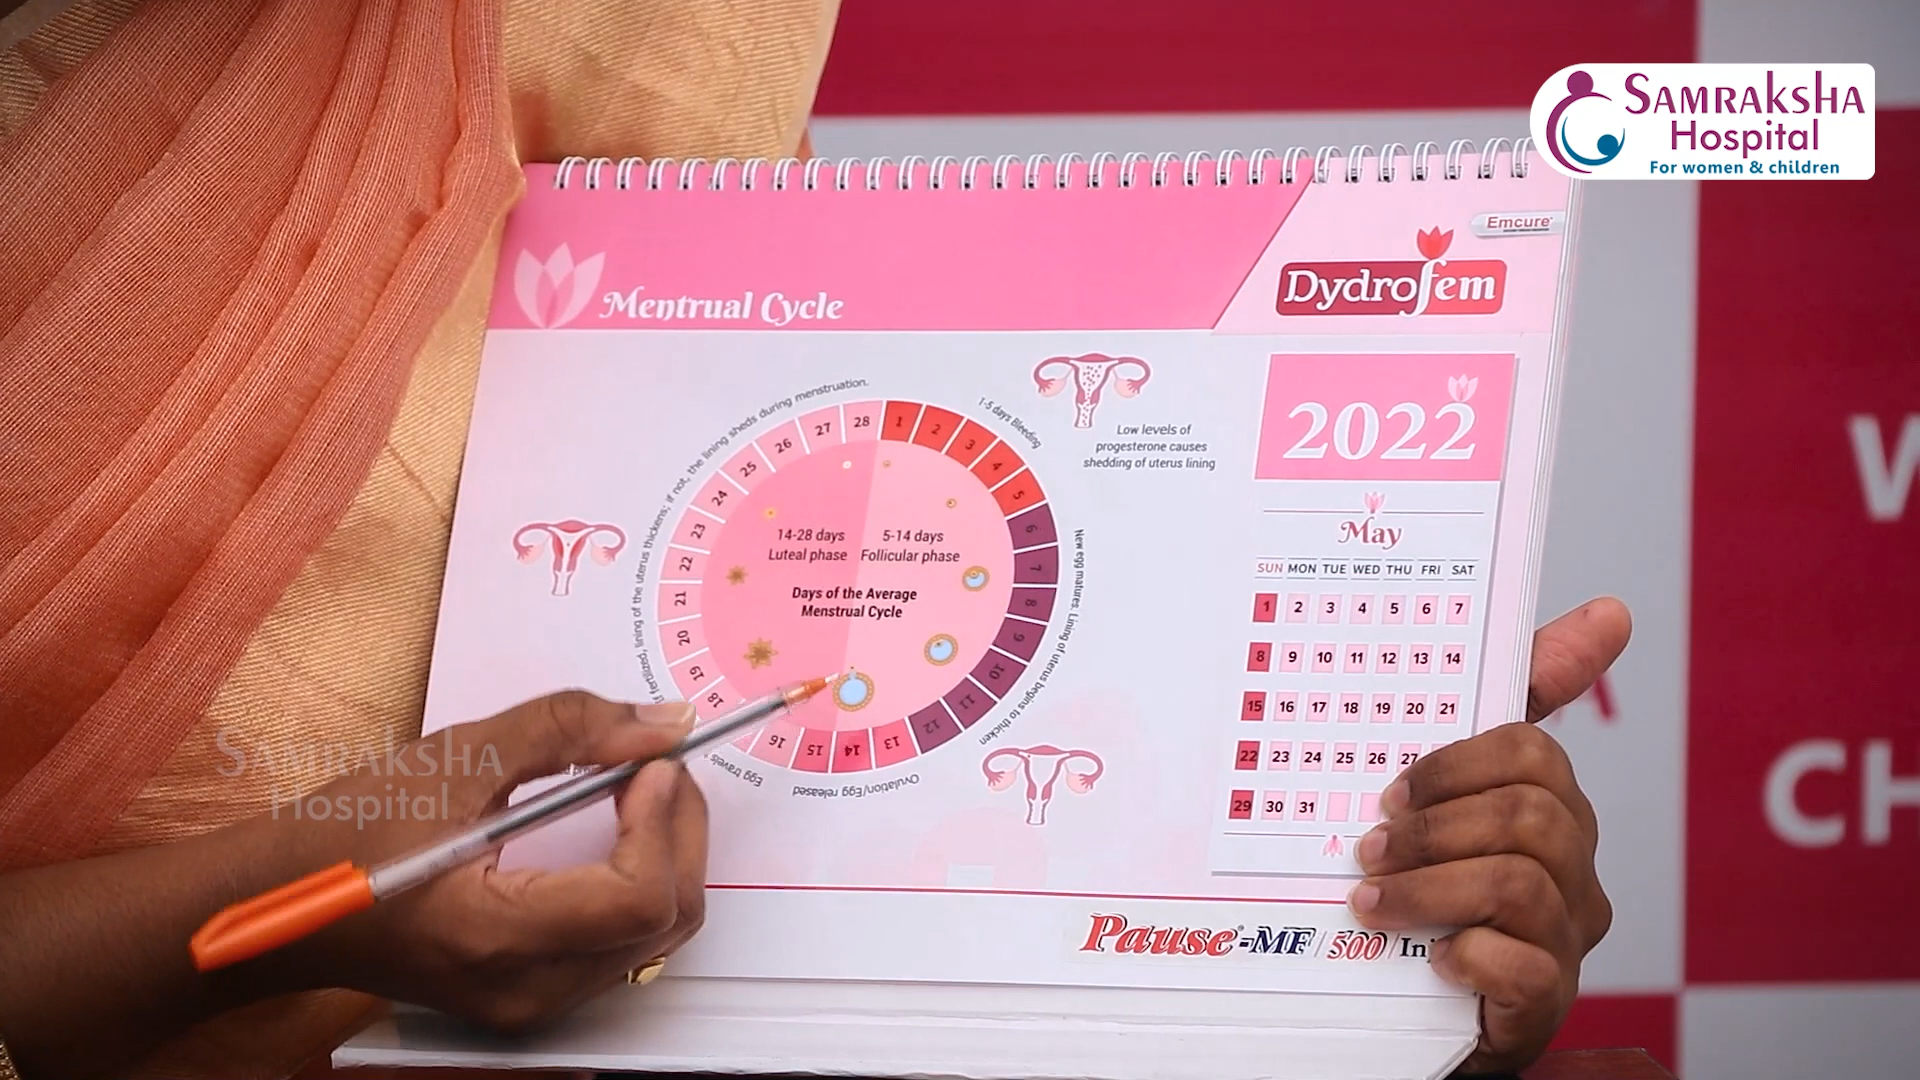 SAMRAKSHA
Hospital
For women & children
Emcure
Dydrofem
Mentrual Cycle
28 1 2 3 4 5 6 7 8 9 10 11 12 13 14 15 16 18 19 20 21 22 23 24 25 26 27
1-5 days Bleeding
New egg matures. Lining of uterus begins to thicken
Ovulation/Egg released
Egg travels
If fertilized, lining of the uterus thickens; if not, the lining sheds during menstruation.
Low levels of
progesterone causes
shedding of uterus lining
14-28 days
Luteal phase
5-14 days
Follicular phase
Days of the Average
Menstrual Cycle
2022
May
SUN MON TUE WED THU FRI SAT
1 2 3 4 5 6 7
8 9 10 11 12 13 14
15 16 17 18 19 20 21
22 23 24 25 26 27
29 30 31
Pause-MF/500/Inj
SAMRAKSHA
Hospital
W
CH